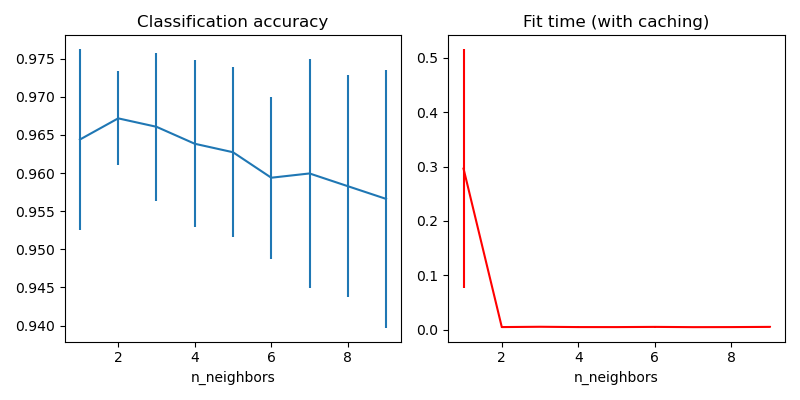 Classification accuracy
0.975
0.970
0.965
0.960
0.955
0.950
0.945
0.940
2 4 6 8
n_neighbors
Fit time (with caching)
0.5
0.4
0.3
0.2
0.1
0.0
2 4 6 8
n_neighbors